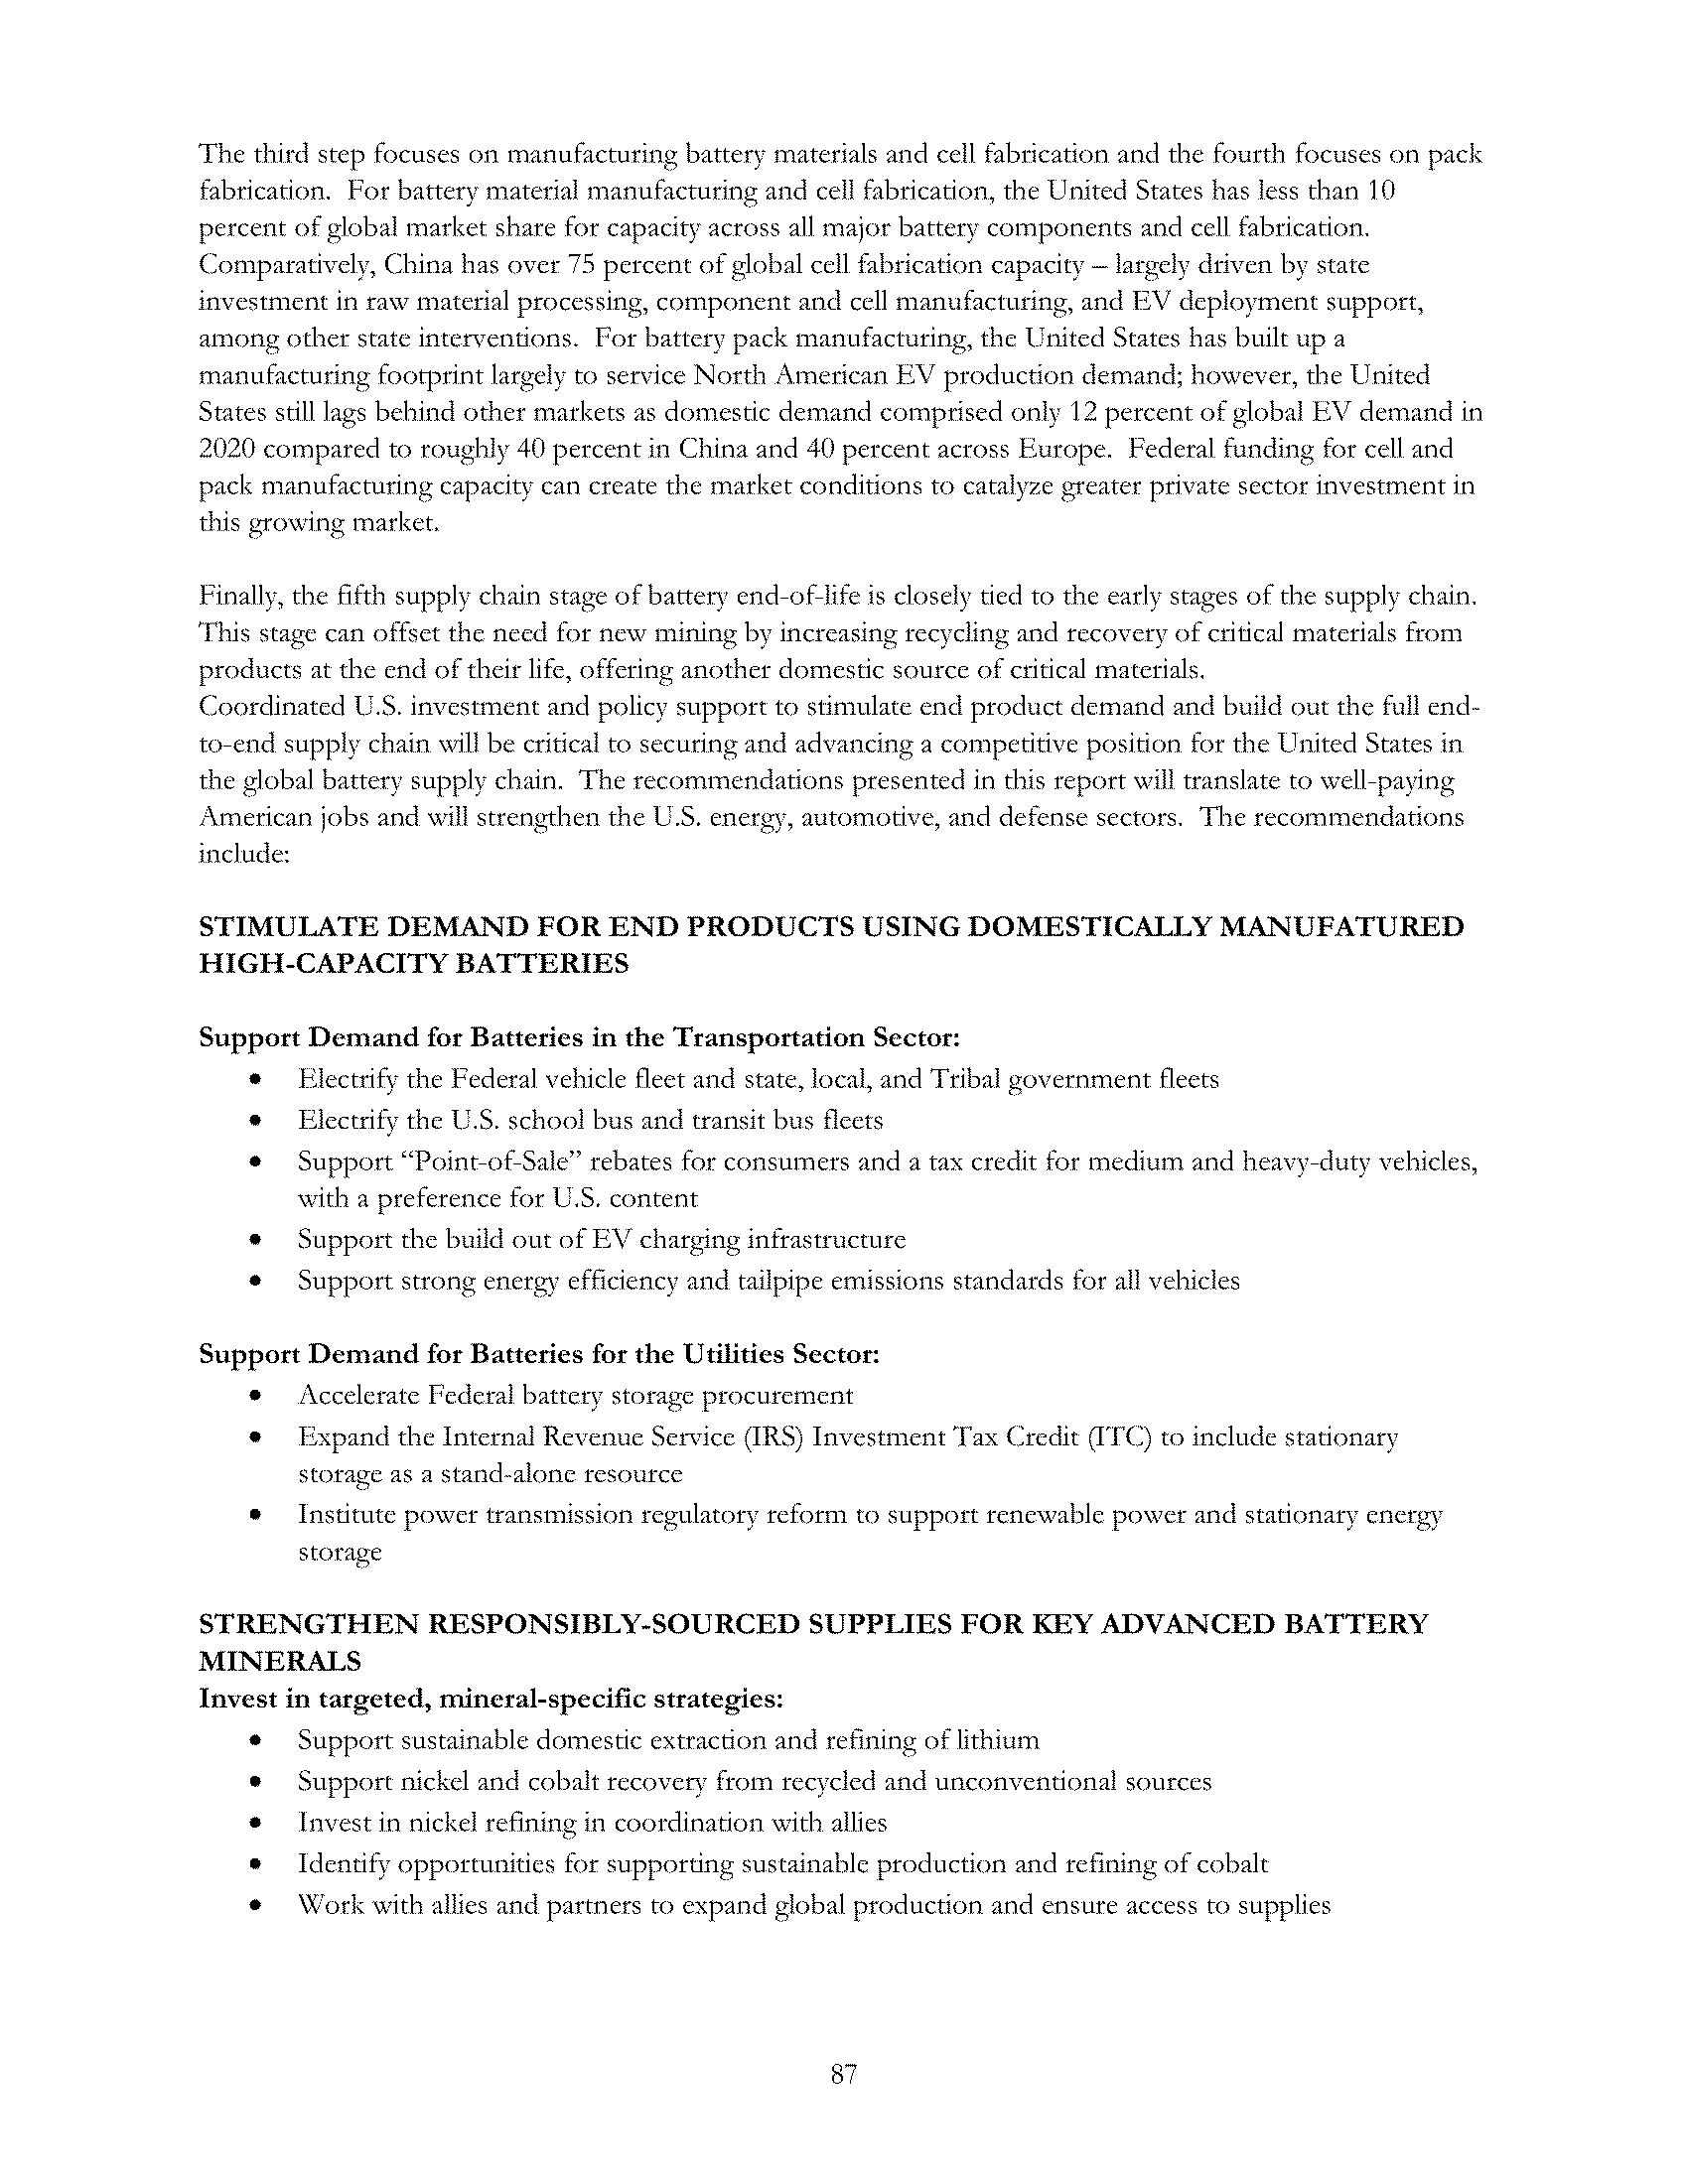 The third step focuses on manufacturing battery materials and cell fabrication and the fourth focuses on pack
fabrication.  For battery material manufacturing and cell fabrication, the United States has less than 10
percent of global market share for capacity across all major battery components and cell fabrication.
Comparatively, China has over 75 percent of global cell fabrication capacity – largely driven by state
investment in raw material processing, component and cell manufacturing, and EV deployment support,
among other state interventions.  For battery pack manufacturing, the United States has built up a
manufacturing footprint largely to service North American EV production demand; however, the United
States still lags behind other markets as domestic demand comprised only 12 percent of global EV demand in
2020 compared to roughly 40 percent in China and 40 percent across Europe.  Federal funding for cell and
pack manufacturing capacity can create the market conditions to catalyze greater private sector investment in
this growing market.

Finally, the fifth supply chain stage of battery end-of-life is closely tied to the early stages of the supply chain.
This stage can offset the need for new mining by increasing recycling and recovery of critical materials from
products at the end of their life, offering another domestic source of critical materials.
Coordinated U.S. investment and policy support to stimulate end product demand and build out the full end-
to-end supply chain will be critical to securing and advancing a competitive position for the United States in
the global battery supply chain.  The recommendations presented in this report will translate to well-paying
American jobs and will strengthen the U.S. energy, automotive, and defense sectors.  The recommendations
include:

STIMULATE DEMAND FOR END PRODUCTS USING DOMESTICALLY MANUFATURED
HIGH-CAPACITY BATTERIES

Support Demand for Batteries in the Transportation Sector:
• Electrify the Federal vehicle fleet and state, local, and Tribal government fleets
• Electrify the U.S. school bus and transit bus fleets
• Support “Point-of-Sale” rebates for consumers and a tax credit for medium and heavy-duty vehicles,
with a preference for U.S. content
• Support the build out of EV charging infrastructure
• Support strong energy efficiency and tailpipe emissions standards for all vehicles

Support Demand for Batteries for the Utilities Sector:
• Accelerate Federal battery storage procurement
• Expand the Internal Revenue Service (IRS) Investment Tax Credit (ITC) to include stationary
storage as a stand-alone resource
• Institute power transmission regulatory reform to support renewable power and stationary energy
storage

STRENGTHEN RESPONSIBLY-SOURCED SUPPLIES FOR KEY ADVANCED BATTERY
MINERALS
Invest in targeted, mineral-specific strategies:
• Support sustainable domestic extraction and refining of lithium
• Support nickel and cobalt recovery from recycled and unconventional sources
• Invest in nickel refining in coordination with allies
• Identify opportunities for supporting sustainable production and refining of cobalt
• Work with allies and partners to expand global production and ensure access to supplies

87